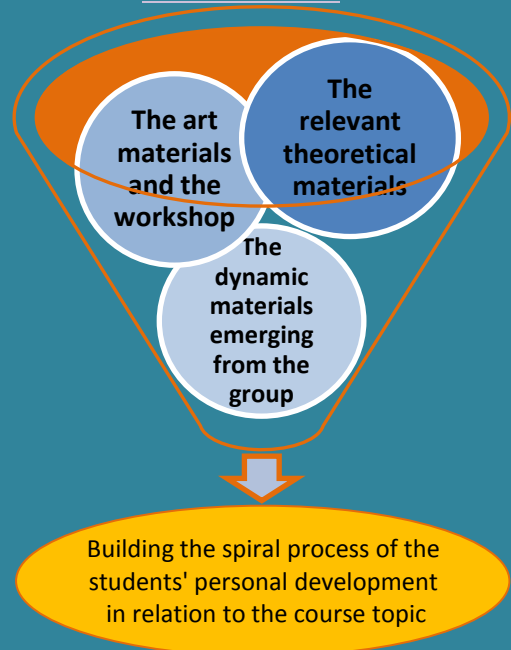 The art
materials
and the
workshop
The
relevant
theoretical
materials
The
dynamic
materials
emerging
from the
group
Building the spiral process of the
students' personal development
in relation to the course topic